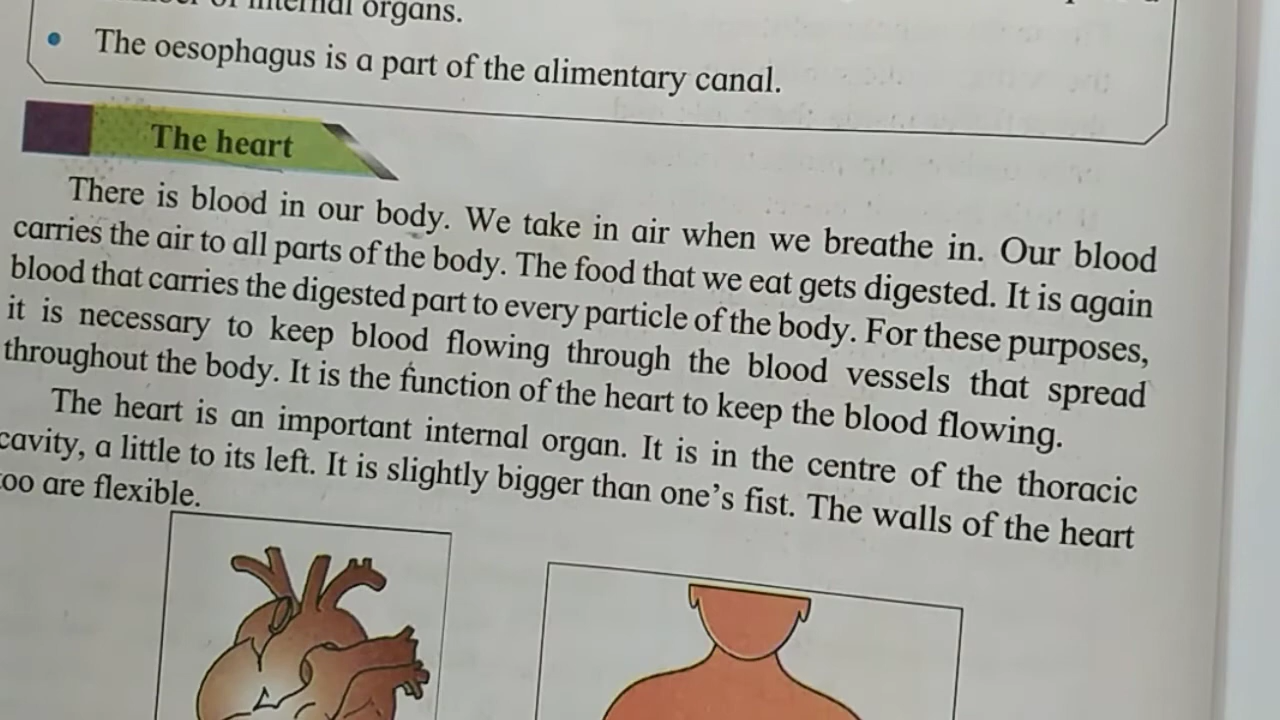 of internal organs.
• The oesophagus is a part of the alimentary canal.
The heart
There is blood in our body. We take in air when we breathe in. Our blood
carries the air to all parts of the body. The food that we eat gets digested. It is again
blood that carries the digested part to every particle of the body. For these purposes,
it is necessary to keep blood flowing through the blood vessels that spread
throughout the body. It is the function of the heart to keep the blood flowing.
The heart is an important internal organ. It is in the centre of the thoracic
cavity, a little to its left. It is slightly bigger than one's fist. The walls of the heart
too are flexible.